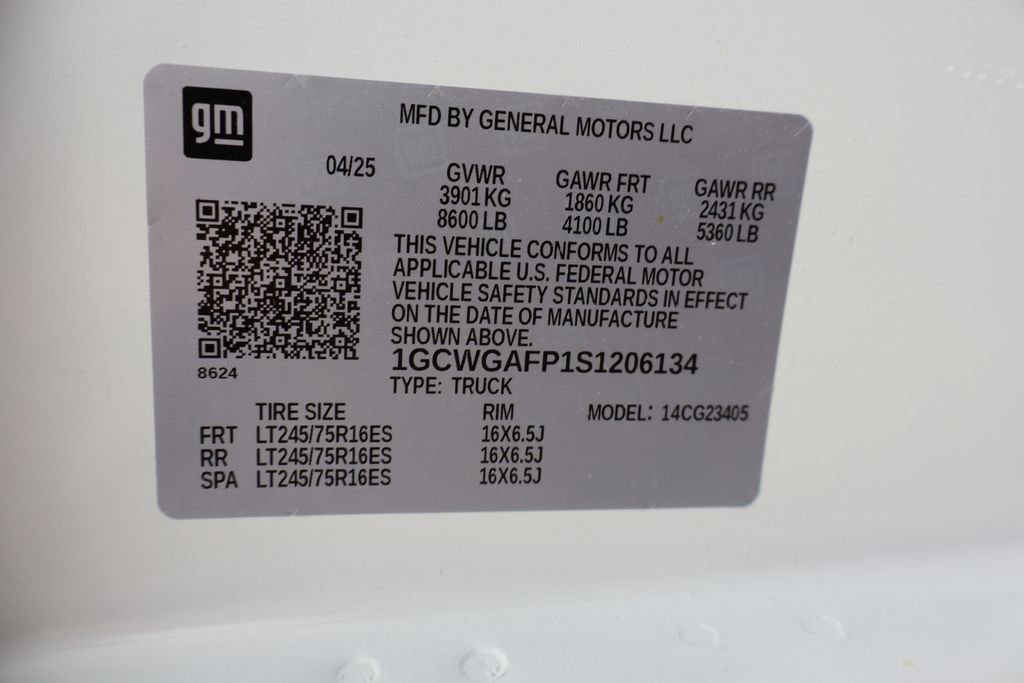 gm
MFD BY GENERAL MOTORS LLC
04/25
GVWR GAWR FRT GAWR RR
3901 KG 1860 KG 2431 KG
8600 LB 4100 LB 5360 LB
THIS VEHICLE CONFORMS TO ALL
APPLICABLE U.S. FEDERAL MOTOR
VEHICLE SAFETY STANDARDS IN EFFECT
ON THE DATE OF MANUFACTURE
SHOWN ABOVE.
1GCWGAFP1S1206134
8624
TYPE: TRUCK
TIRE SIZE RIM MODEL: 14CG23405
FRT LT245/75R16ES 16X6.5J
RR LT245/75R16ES 16X6.5J
SPA LT245/75R16ES 16X6.5J